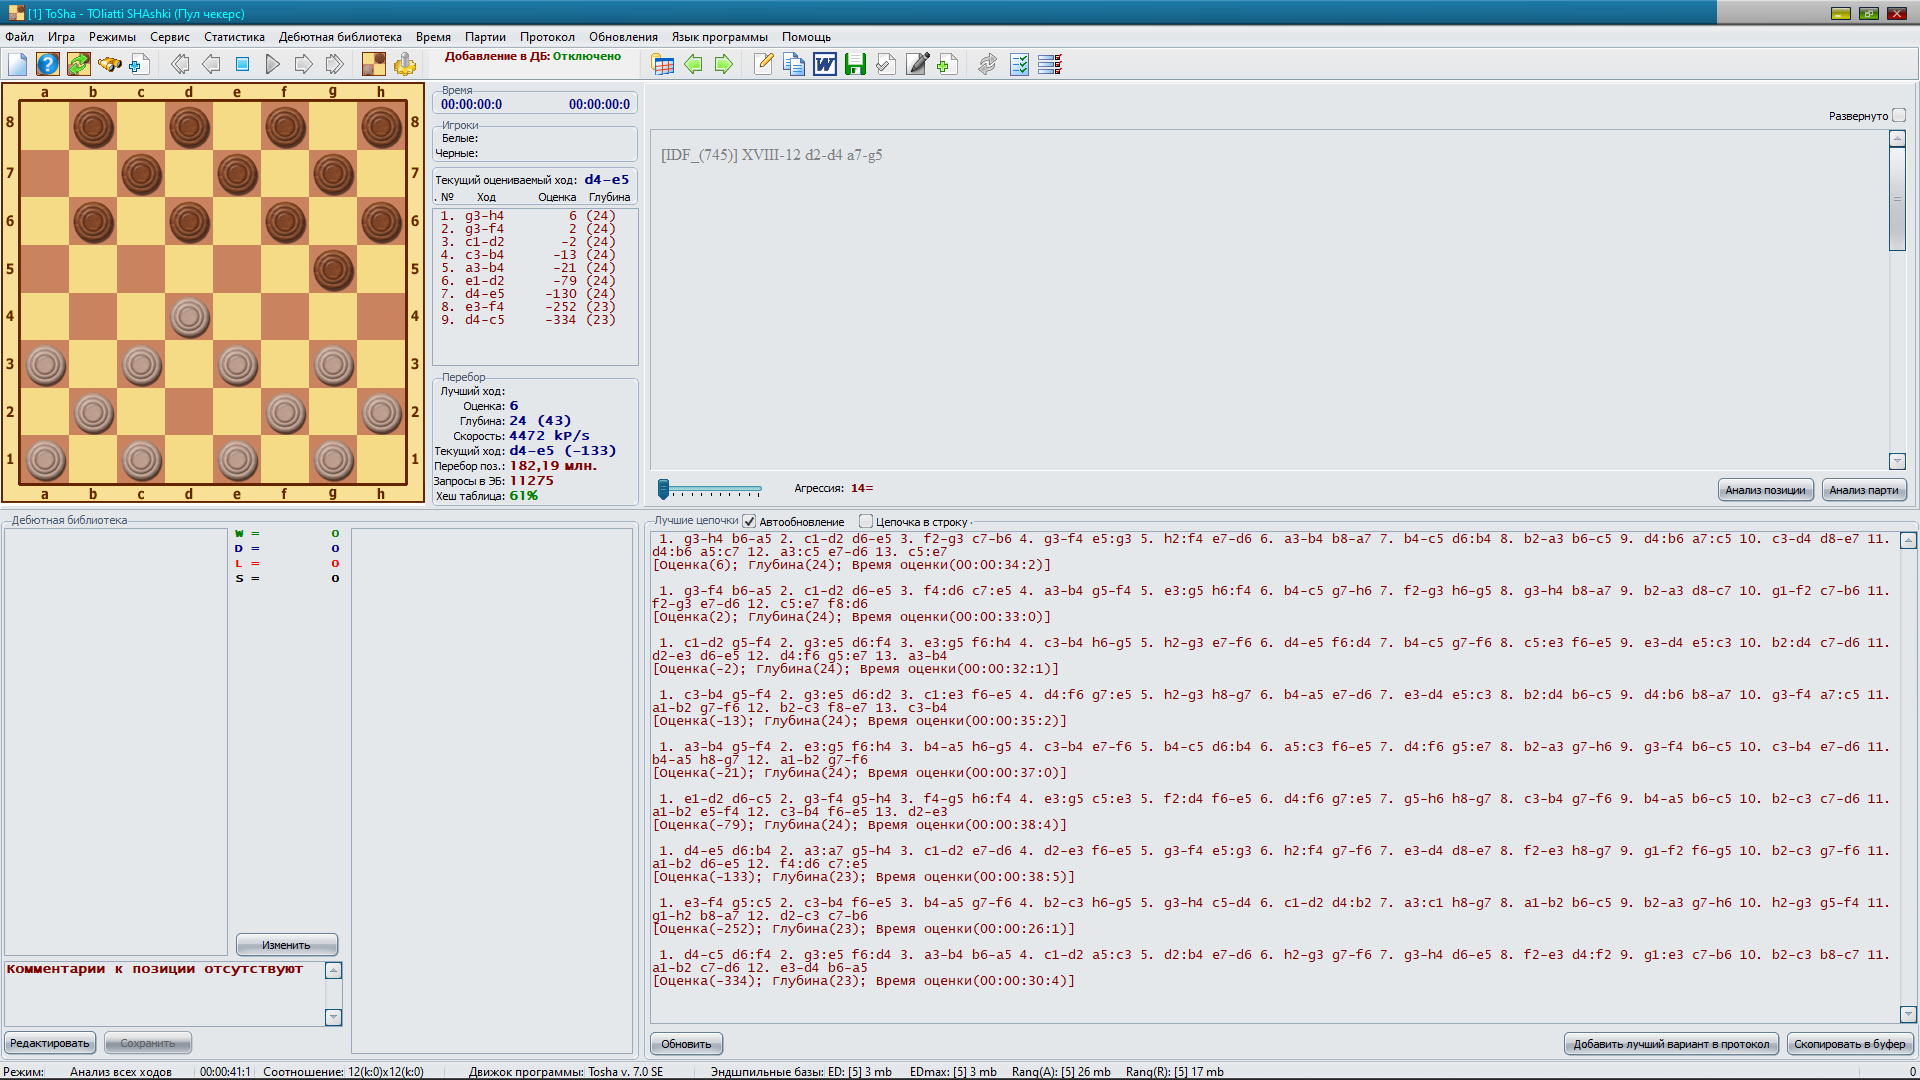 [1] ToSha - TOliatti SHAshki (Пул чекерс)
Файл Игра Режимы Сервис Статистика Дебютная библиотека Время Партии Протокол Обновления Язык программы Помощь
Добавление в ДБ: Отключено
a b c d e f g h
8 8
7 7
6 6
5 5
4 4
3 3
2 2
1 1
a b c d e f g h
Время
00:00:00:0 00:00:00:0
Игроки
Белые:
Черные:
Текущий оцениваемый ход: d4-e5
. № Ход Оценка Глубина
1. g3-h4 6 (24)
2. g3-f4 2 (24)
3. c1-d2 -2 (24)
4. c3-b4 -13 (24)
5. a3-b4 -21 (24)
6. e1-d2 -79 (24)
7. d4-e5 -130 (24)
8. e3-f4 -252 (23)
9. d4-c5 -334 (23)
Перебор
Лучший ход:
Оценка: 6
Глубина: 24 (43)
Скорость: 4472 kP/s
Текущий ход: d4-e5 (-133)
Перебор поз.: 182,19 млн.
Запросы в ЭБ: 11275
Хеш таблица: 61%
Развернуто
[IDF_(745)] XVIII-12 d2-d4 a7-g5
Агрессия: 14=
Анализ позиции Анализ парти
Дебютная библиотека
W = 0
D = 0
L = 0
S = 0
Изменить
Комментарии к позиции отсутствуют
Редактировать Сохранить
Лучшие цепочки Автообновление Цепочка в строку
1. g3-h4 b6-a5 2. c1-d2 d6-e5 3. f2-g3 c7-b6 4. g3-f4 e5:g3 5. h2:f4 e7-d6 6. a3-b4 b8-a7 7. b4-c5 d6:b4 8. b2-a3 b6-c5 9. d4:b6 a7:c5 10. c3-d4 d8-e7 11.
d4:b6 a5:c7 12. a3:c5 e7-d6 13. c5:e7
[Оценка(6); Глубина(24); Время оценки(00:00:34:2)]
1. g3-f4 b6-a5 2. c1-d2 d6-e5 3. f4:d6 c7:e5 4. a3-b4 g5-f4 5. e3:g5 h6:f4 6. b4-c5 g7-h6 7. f2-g3 h6-g5 8. g3-h4 b8-a7 9. b2-a3 d8-c7 10. g1-f2 c7-b6 11.
f2-g3 e7-d6 12. c5:e7 f8:d6
[Оценка(2); Глубина(24); Время оценки(00:00:33:0)]
1. c1-d2 g5-f4 2. g3:e5 d6:f4 3. e3:g5 f6:h4 4. c3-b4 h6-g5 5. h2-g3 e7-f6 6. d4-e5 f6:d4 7. b4-c5 g7-f6 8. c5:e3 f6-e5 9. e3-d4 e5:c3 10. b2:d4 c7-d6 11.
d2-e3 d6-e5 12. d4:f6 g5:e7 13. a3-b4
[Оценка(-2); Глубина(24); Время оценки(00:00:32:1)]
1. c3-b4 g5-f4 2. g3:e5 d6:d2 3. c1:e3 f6-e5 4. d4:f6 g7:e5 5. h2-g3 h8-g7 6. b4-a5 e7-d6 7. e3-d4 e5:c3 8. b2:d4 b6-c5 9. d4:b6 b8-a7 10. g3-f4 a7:c5 11.
a1-b2 g7-f6 12. b2-c3 f8-e7 13. c3-b4
[Оценка(-13); Глубина(24); Время оценки(00:00:35:2)]
1. a3-b4 g5-f4 2. e3:g5 f6:h4 3. b4-a5 h6-g5 4. c3-b4 e7-f6 5. b4-c5 d6:b4 6. a5:c3 f6-e5 7. d4:f6 g5:e7 8. b2-a3 g7-h6 9. g3-f4 b6-c5 10. c3-b4 e7-d6 11.
b4-a5 h8-g7 12. a1-b2 g7-f6
[Оценка(-21); Глубина(24); Время оценки(00:00:37:0)]
1. e1-d2 d6-c5 2. g3-f4 g5-h4 3. f4-g5 h6:f4 4. e3:g5 c5:e3 5. f2:d4 f6-e5 6. d4:f6 g7:e5 7. g5-h6 h8-g7 8. c3-b4 g7-f6 9. b4-a5 b6-c5 10. b2-c3 c7-d6 11.
a1-b2 e5-f4 12. c3-b4 f6-e5 13. d2-e3
[Оценка(-79); Глубина(24); Время оценки(00:00:38:4)]
1. d4-e5 d6:b4 2. a3:a7 g5-h4 3. c1-d2 e7-d6 4. d2-e3 f6-e5 5. g3-f4 e5:g3 6. h2:f4 g7-f6 7. e3-d4 d8-e7 8. f2-e3 h8-g7 9. g1-f2 f6-g5 10. b2-c3 g7-f6 11.
a1-b2 d6-e5 12. f4:d6 c7:e5
[Оценка(-133); Глубина(23); Время оценки(00:00:38:5)]
1. e3-f4 g5:c5 2. c3-b4 f6-e5 3. b4-a5 g7-f6 4. b2-c3 h6-g5 5. g3-h4 c5-d4 6. c1-d2 d4:b2 7. a3:c1 h8-g7 8. a1-b2 b6-c5 9. b2-a3 g7-h6 10. h2-g3 g5-f4 11.
g1-h2 b8-a7 12. d2-c3 c7-b6
[Оценка(-252); Глубина(23); Время оценки(00:00:26:1)]
1. d4-c5 d6:f4 2. g3:e5 f6:d4 3. a3-b4 b6-a5 4. c1-d2 a5:c3 5. d2:b4 e7-d6 6. h2-g3 g7-f6 7. g3-h4 d6-e5 8. f2-e3 d4:f2 9. g1:e3 c7-b6 10. b2-c3 b8-c7 11.
a1-b2 c7-d6 12. e3-d4 b6-a5
[Оценка(-334); Глубина(23); Время оценки(00:00:30:4)]
Обновить Добавить лучший вариант в протокол Скопировать в буфер
Режим: Анализ всех ходов 00:00:41:1 Соотношение: 12(k:0)x12(k:0) Движок программы: Tosha v. 7.0 SE Эндшпильные базы: ED: [5] 3 mb EDmax: [5] 3 mb Rang(A): [5] 26 mb Rang(R): [5] 17 mb 0